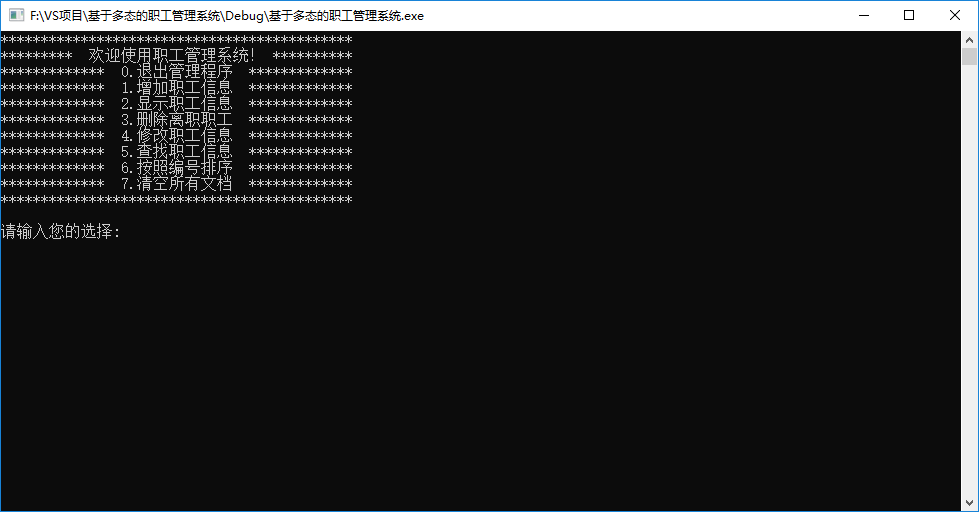 F:\VS项目\基于多态的职工管理系统\Debug\基于多态的职工管理系统.exe
********************************************
*********  欢迎使用职工管理系统！ **********
*************  0.退出管理程序  *************
*************  1.增加职工信息  *************
*************  2.显示职工信息  *************
*************  3.删除离职职工  *************
*************  4.修改职工信息  *************
*************  5.查找职工信息  *************
*************  6.按照编号排序  *************
*************  7.清空所有文档  *************
********************************************
请输入您的选择: